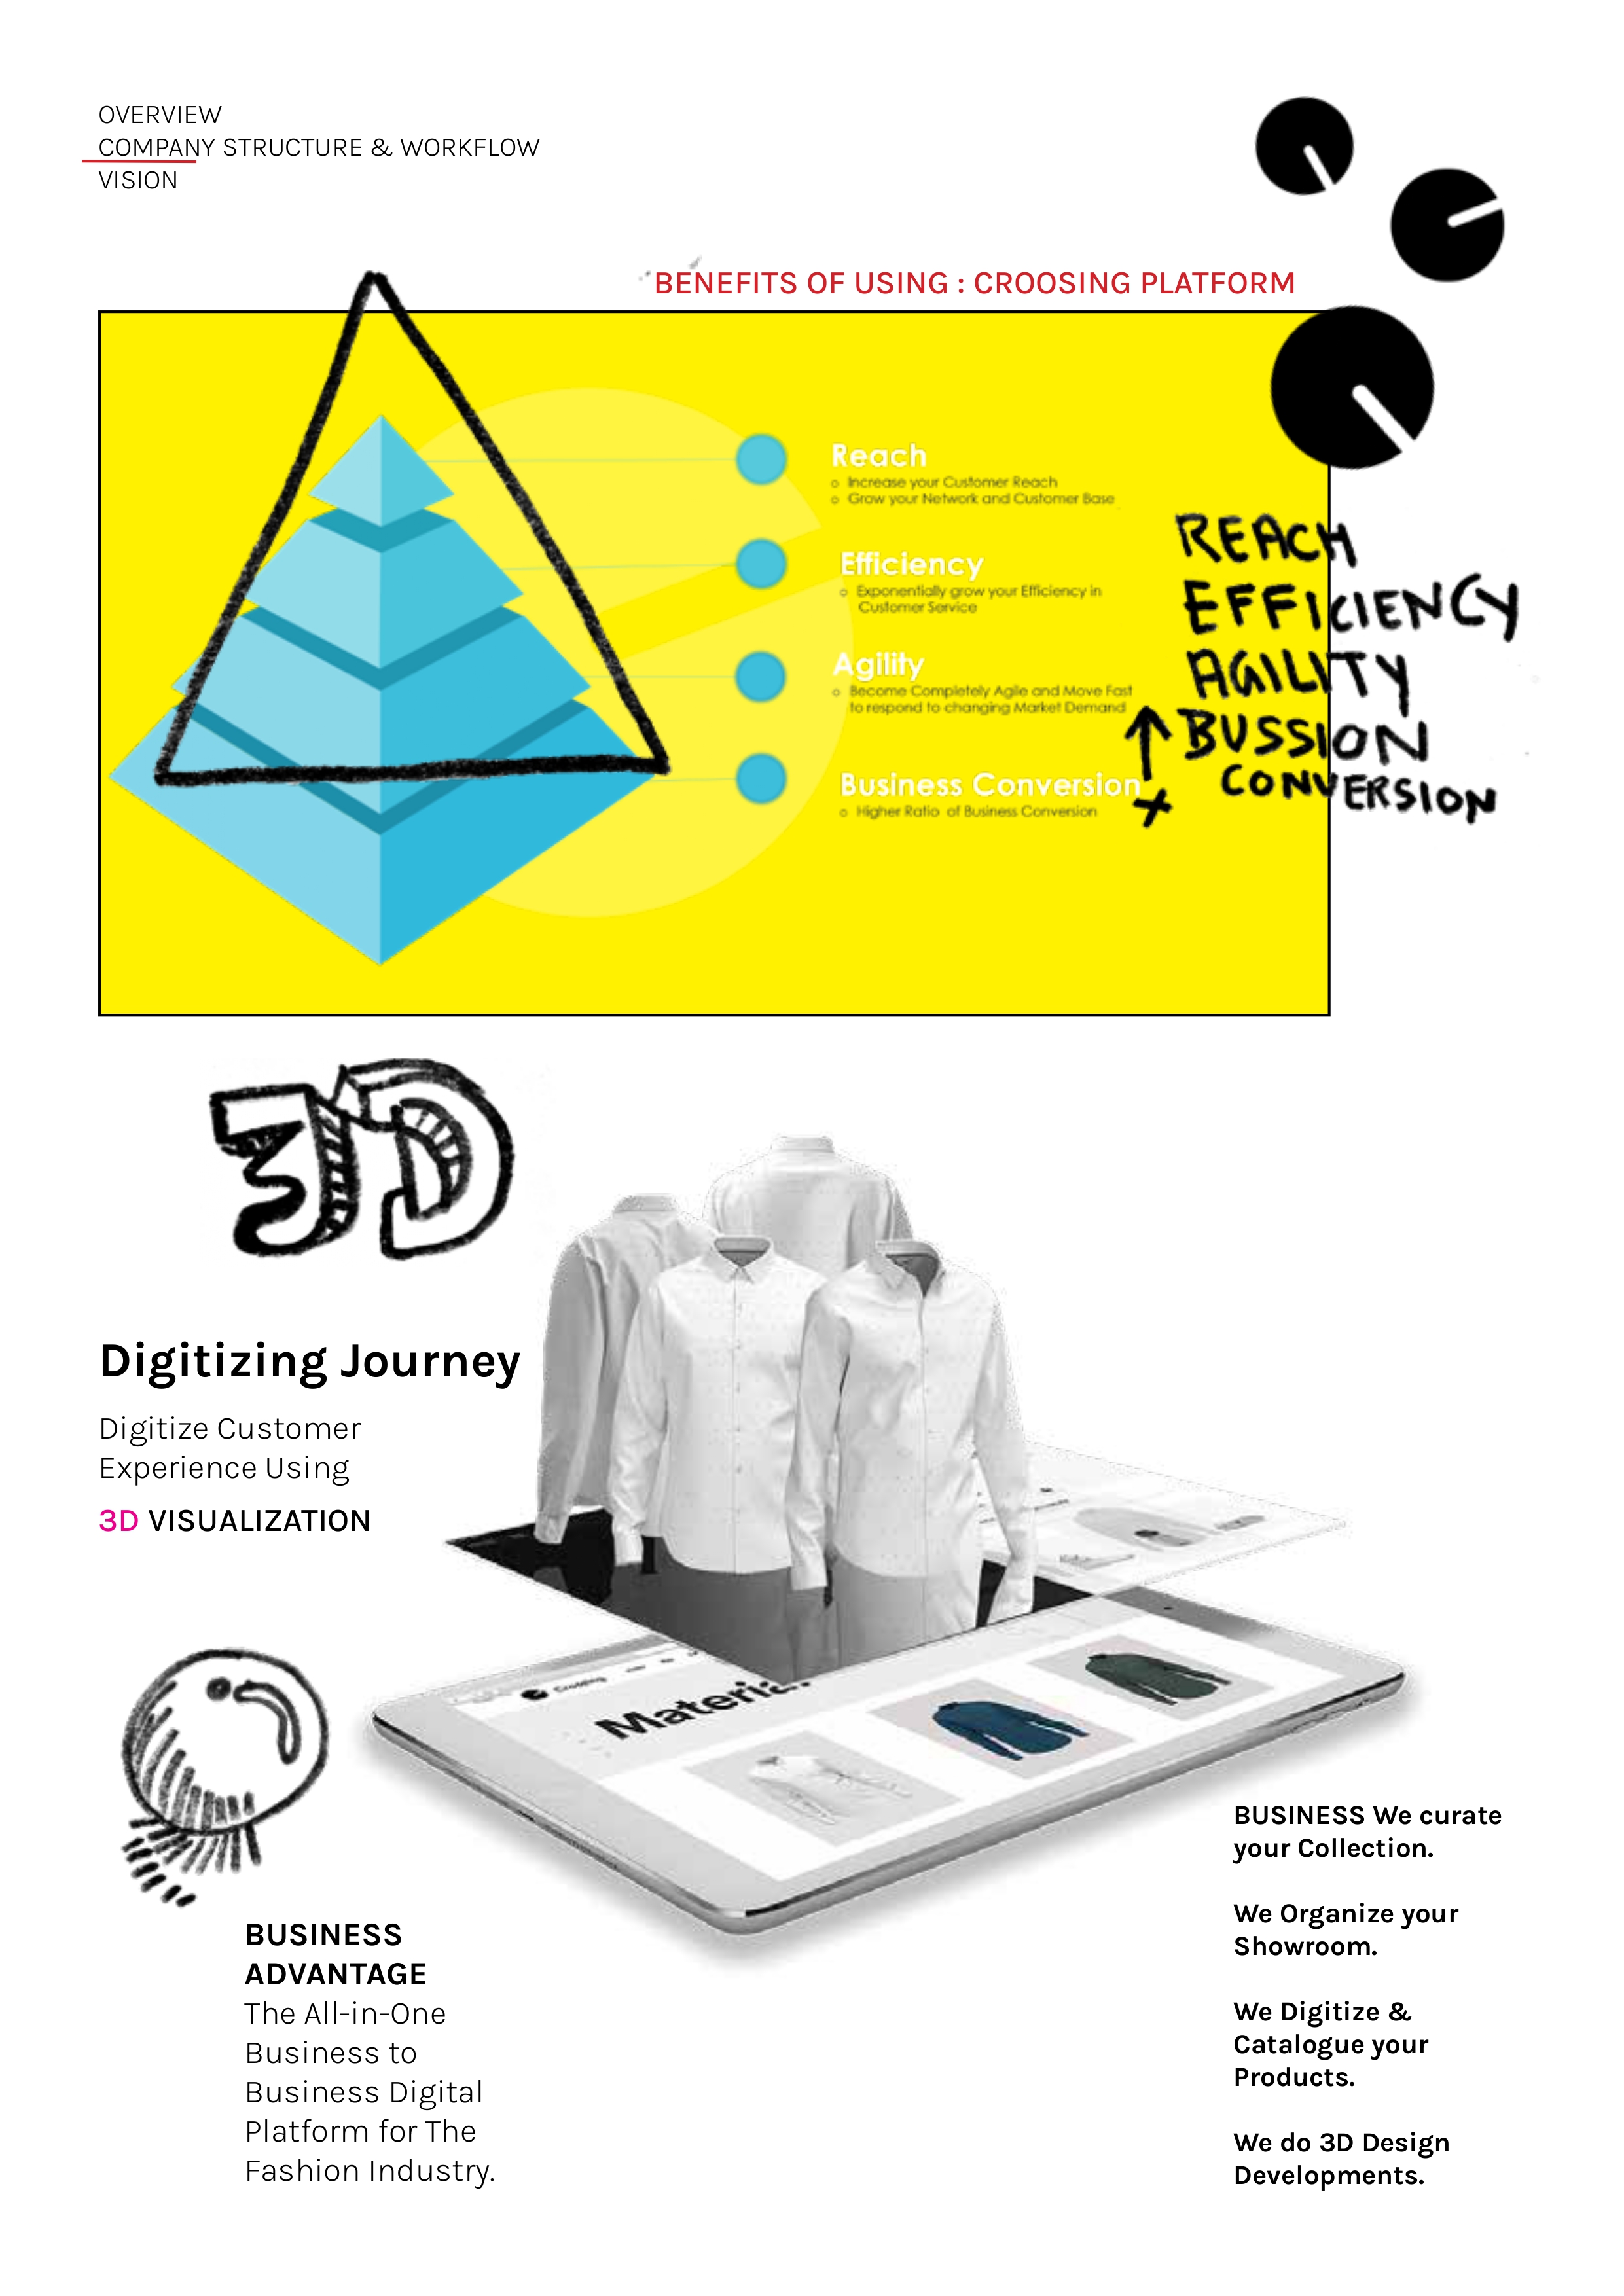 OVERVIEW
COMPANY STRUCTURE & WORKFLOW
VISION
BENEFITS OF USING : CROOSING PLATFORM
Reach
Increase your Customer Reach
Grow your Network and Customer Base
Efficiency
Exponentially grow your Efficiency in
Customer Service
Agility
Become Completely Agile and Move Fast
to respond to changing Market Demand
Business Conversion
Higher Ratio of Business Conversion
REACH
EFFICIENCY
AGILITY
BUSSION
CONVERSION
3D
Digitizing Journey
Digitize Customer
Experience Using
3D VISUALIZATION
BUSINESS
ADVANTAGE
The All-in-One
Business to
Business Digital
Platform for The
Fashion Industry.
BUSINESS We curate
your Collection.
We Organize your
Showroom.
We Digitize &
Catalogue your
Products.
We do 3D Design
Developments.